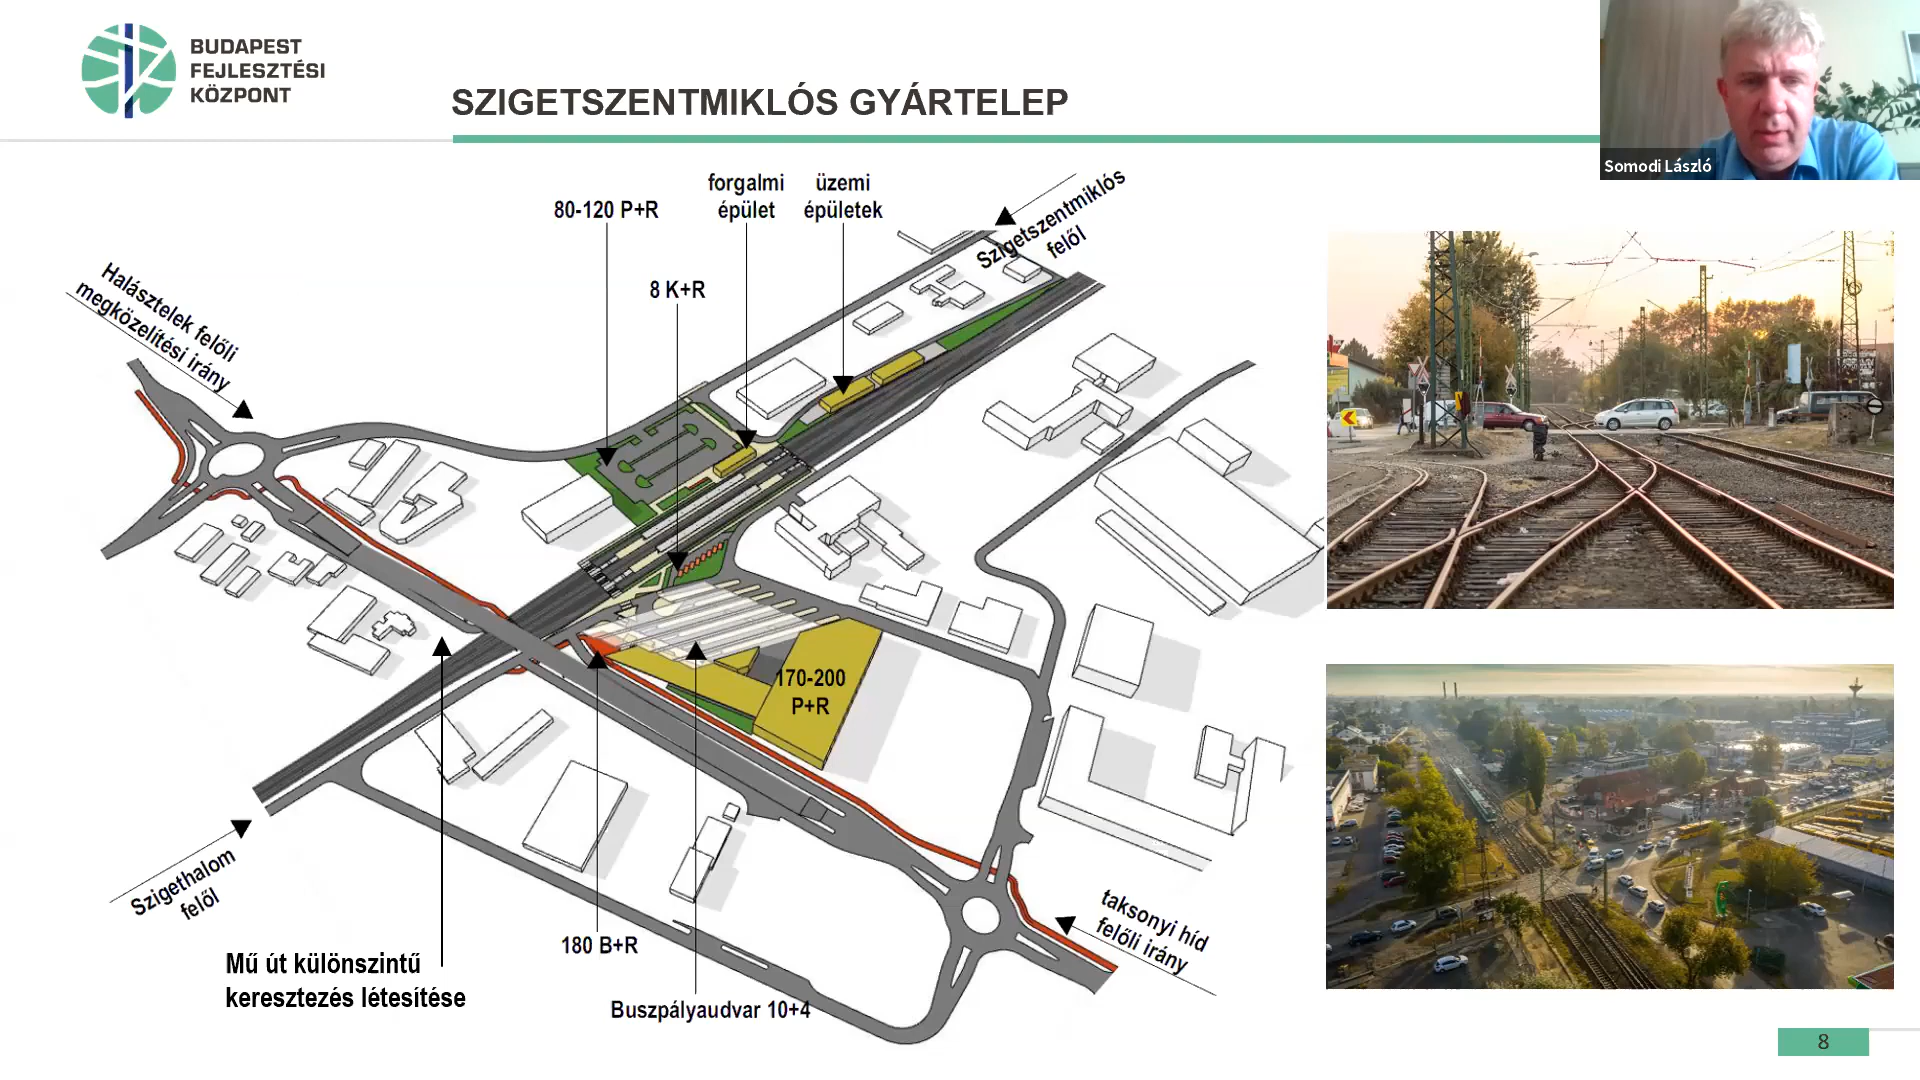 BUDAPEST
FEJLESZTÉSI
KÖZPONT
SZIGETSZENTMIKLÓS GYÁRTELEP
Somodi László
80-120 P+R
forgalmi
épület
üzemi
épületek
8 K+R
Szigetszentmiklós
felől
Halásztelek felőli
megközelítési irány
170-200
P+R
Szigethalom
felől
taksonyi híd
felőli irány
180 B+R
Mű út különszintű
keresztezés létesítése
Buszpályaudvar 10+4
8